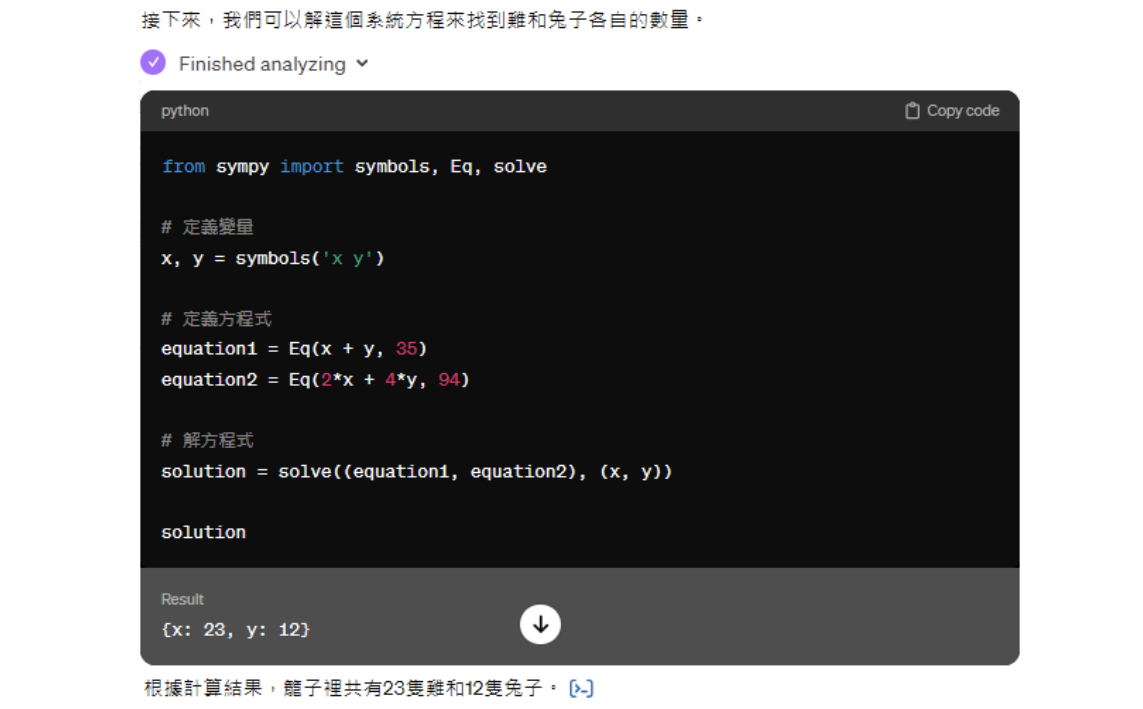 接下來，我們可以解這個系統方程來找到雞和兔子各自的數量。
Finished analyzing
python
Copy code
from sympy import symbols, Eq, solve
# 定義變量
x, y = symbols('x y')
# 定義方程式
equation1 = Eq(x + y, 35)
equation2 = Eq(2*x + 4*y, 94)
# 解方程式
solution = solve((equation1, equation2), (x, y))
solution
Result
{x: 23, y: 12}
根據計算結果，籠子裡共有23隻雞和12隻兔子。 [>-]